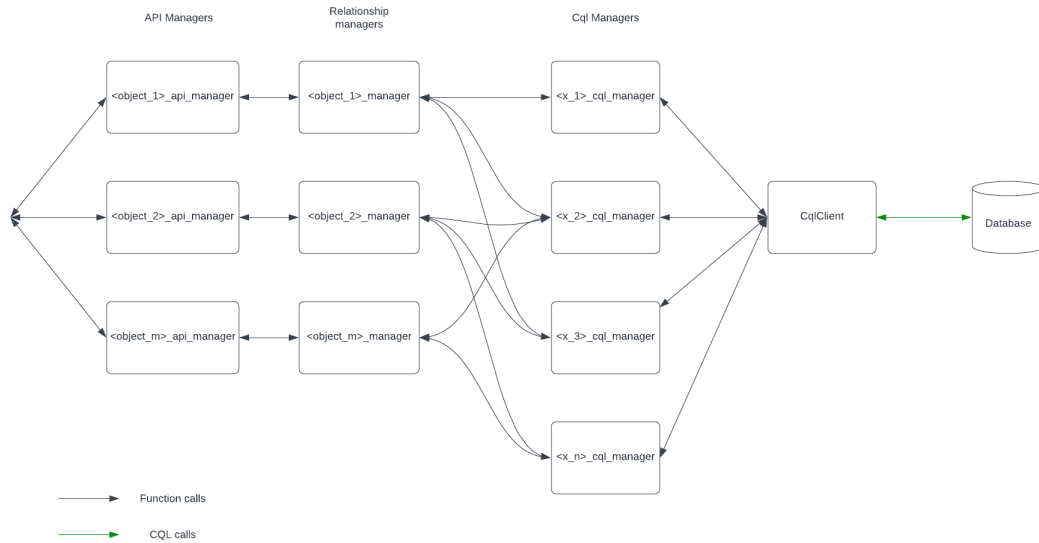 API Managers
Relationship
managers
Cql Managers
<object_1>_api_manager
<object_1>_manager
<x_1>_cql_manager
<object_2>_api_manager
<object_2>_manager
<x_2>_cql_manager
CqlClient
Database
<object_m>_api_manager
<object_m>_manager
<x_3>_cql_manager
<x_n>_cql_manager
Function calls
CQL calls